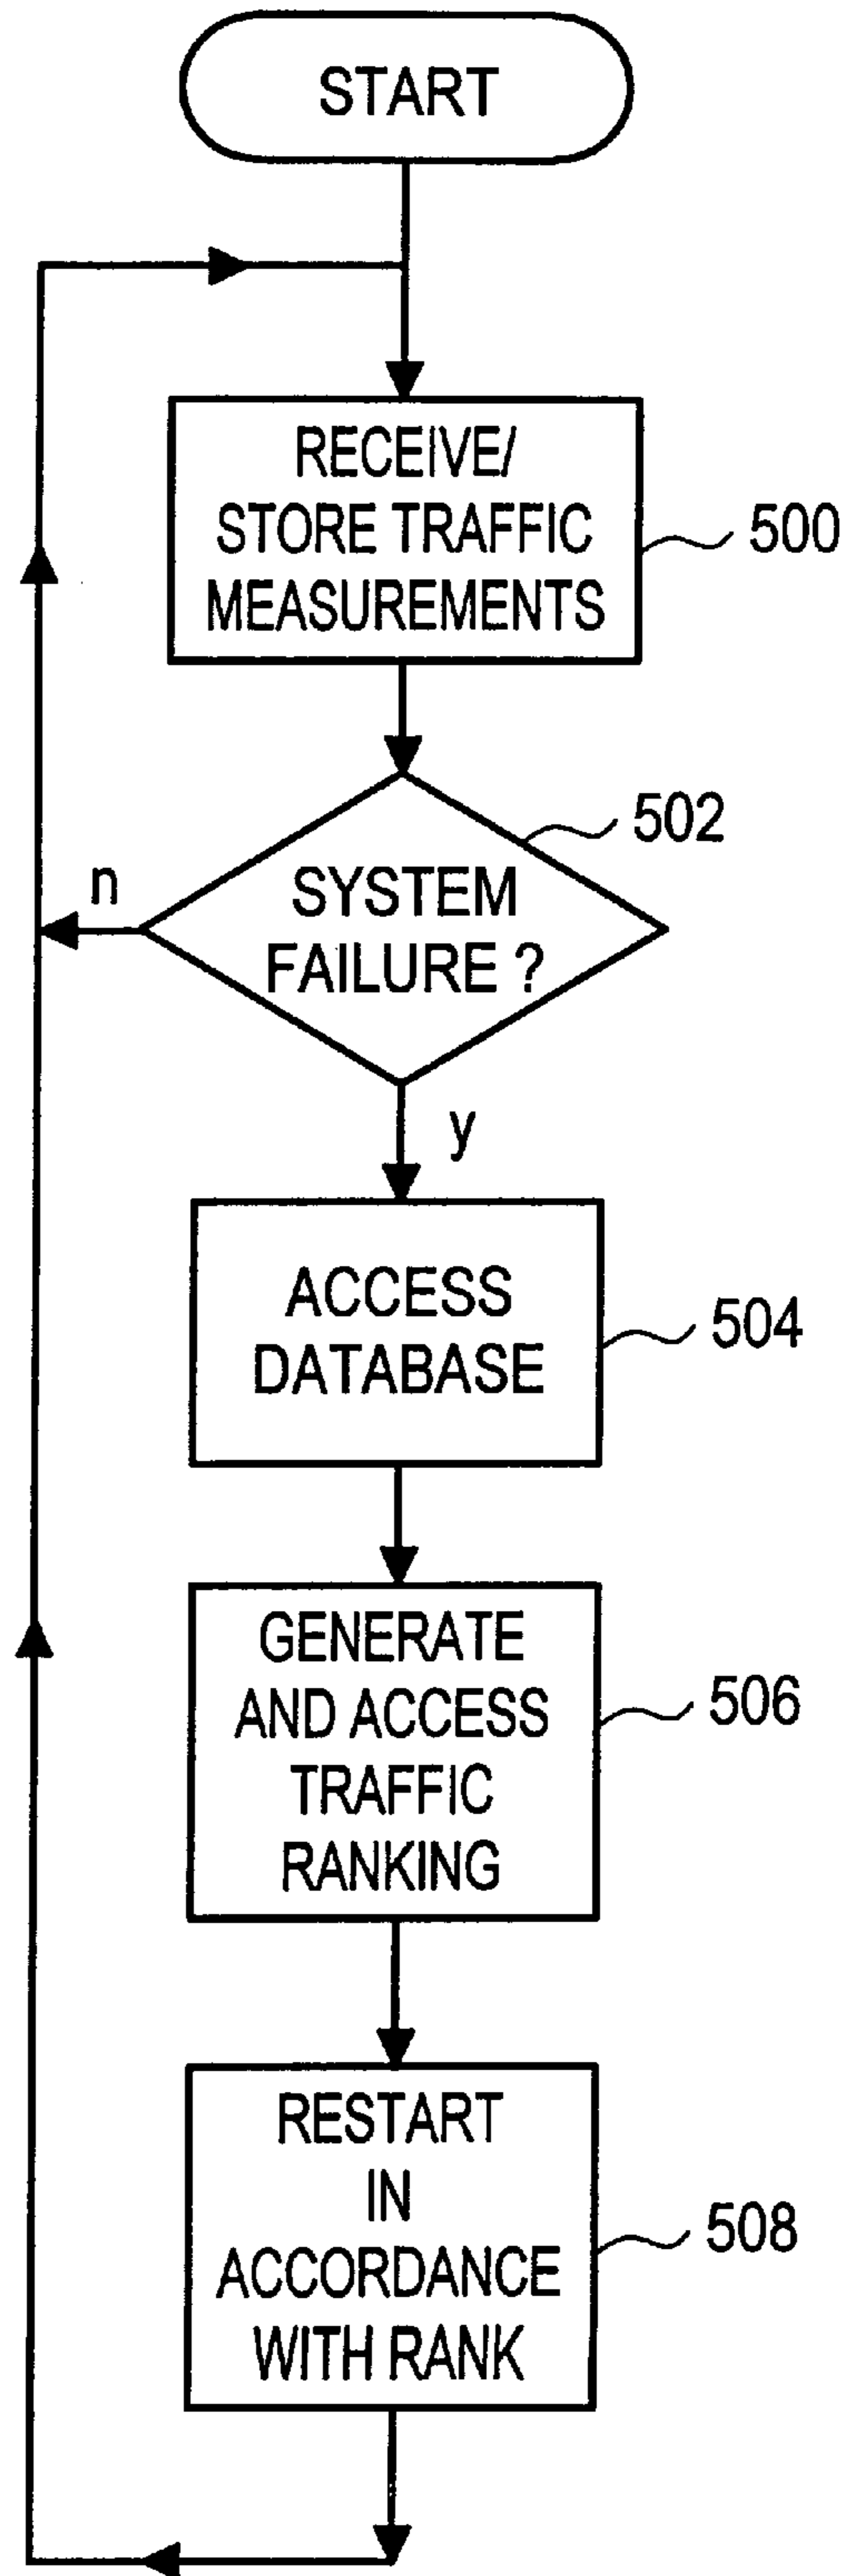 START
RECEIVE/
STORE TRAFFIC
MEASUREMENTS
500
502
SYSTEM
FAILURE ?
n
y
ACCESS
DATABASE
504
GENERATE
AND ACCESS
TRAFFIC
RANKING
506
RESTART
IN
ACCORDANCE
WITH RANK
508